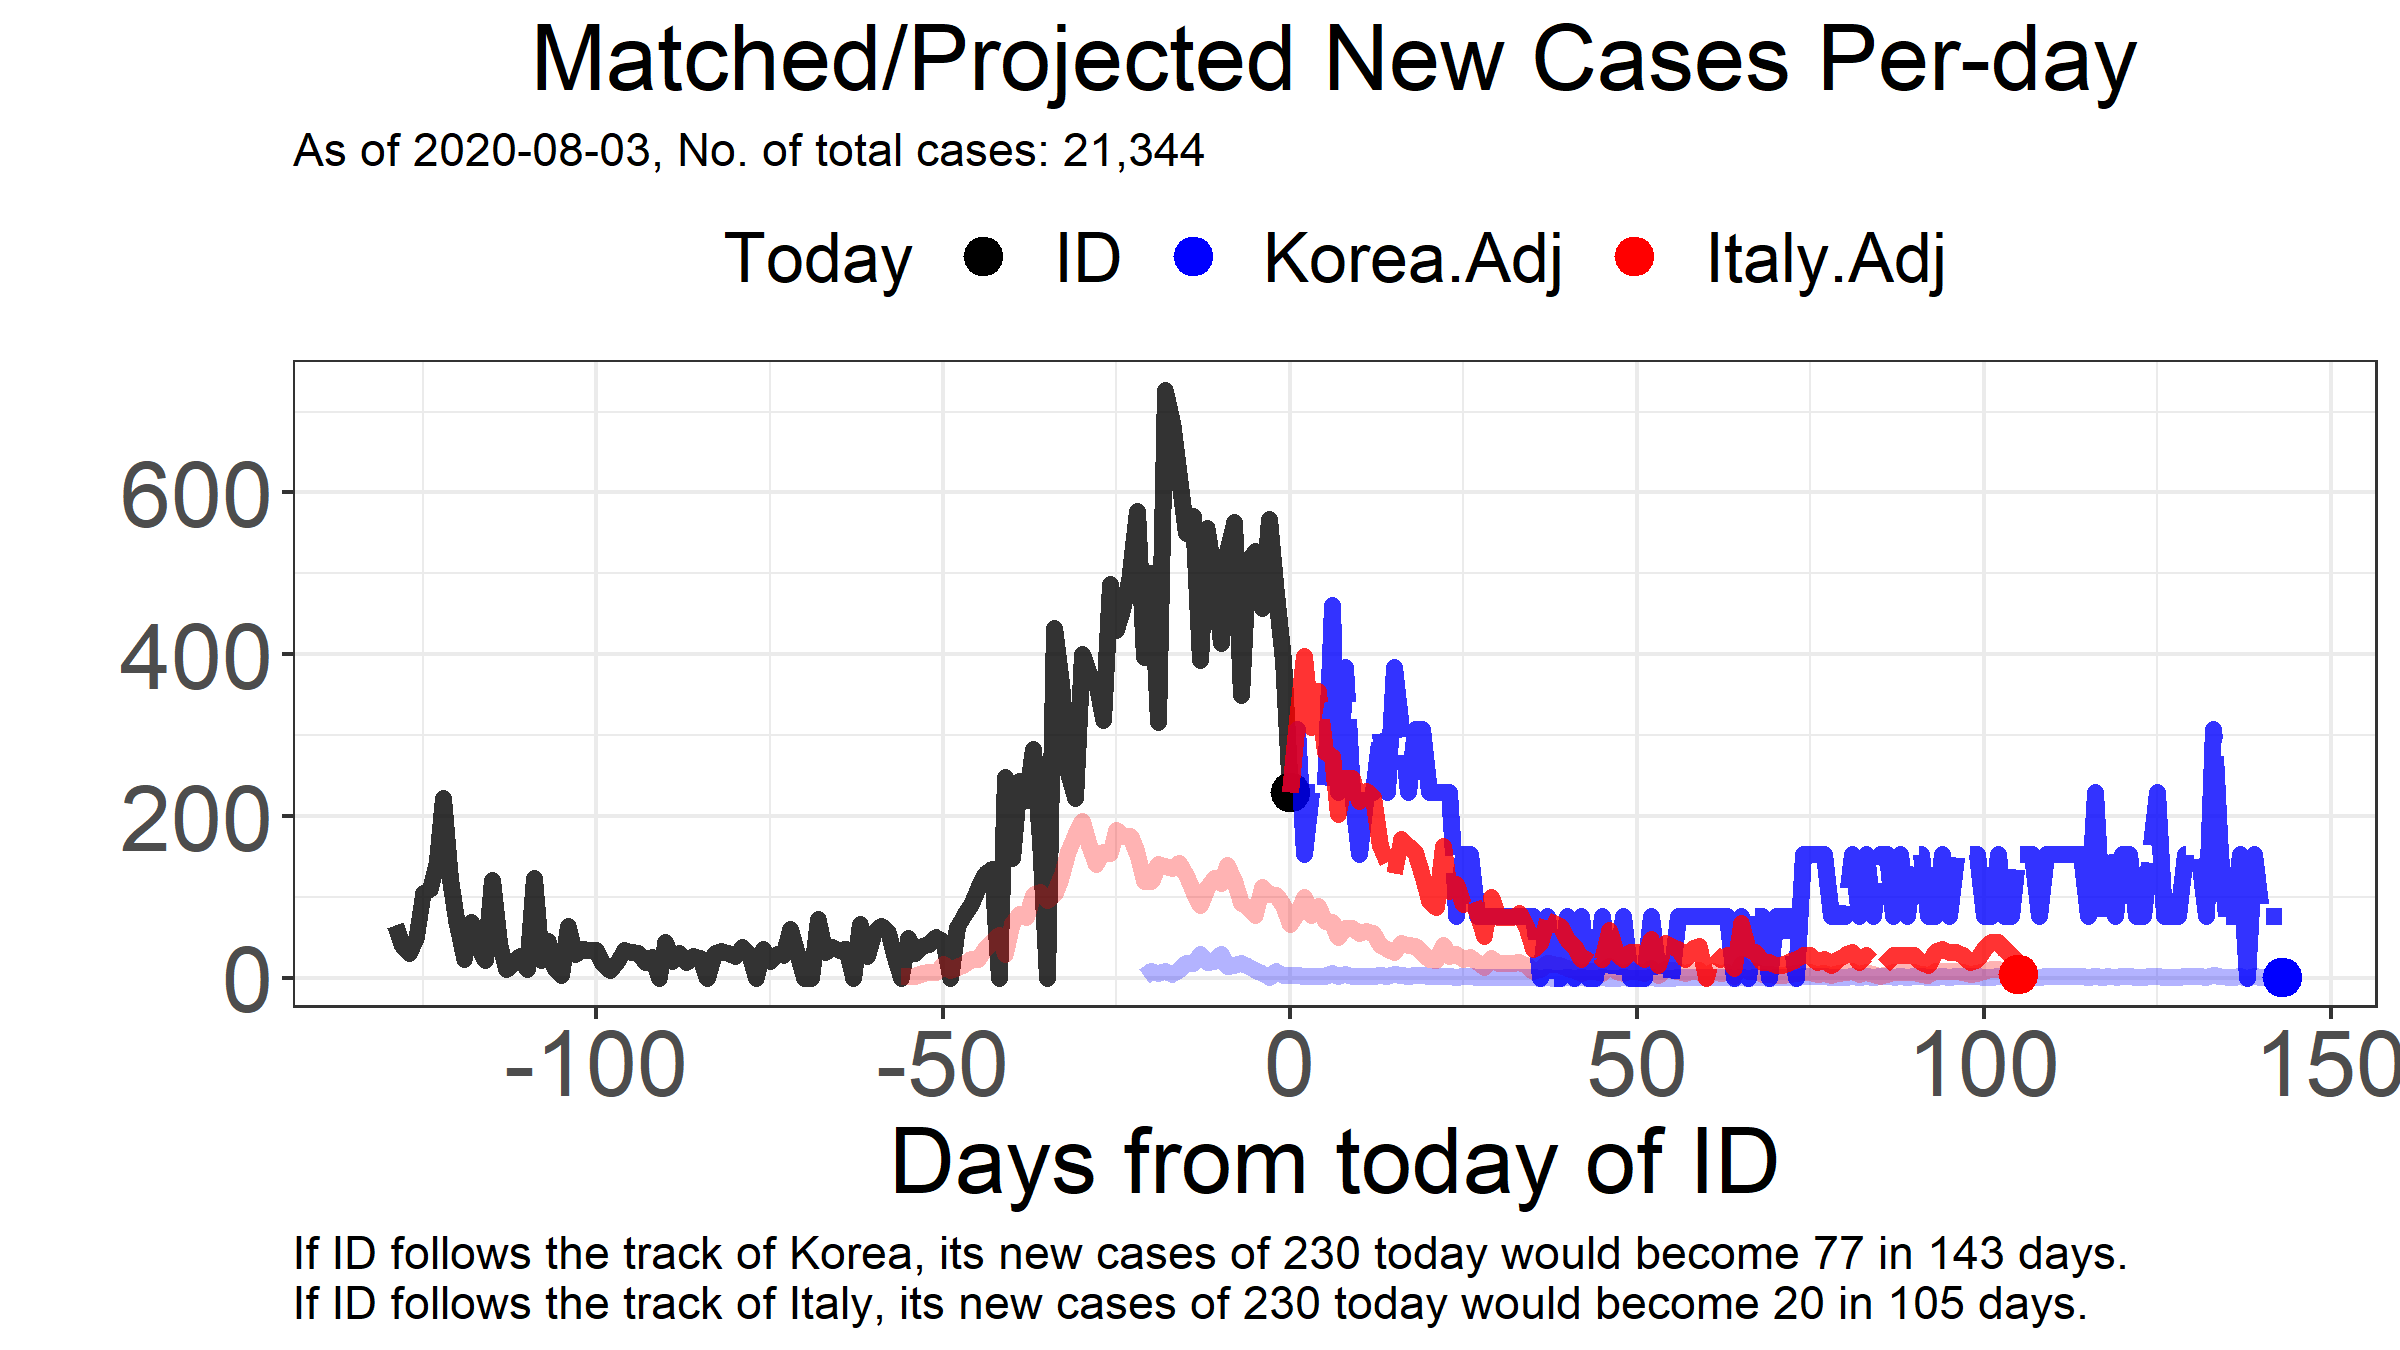 Matched/Projected New Cases Per-day
As of 2020-08-03, No. of total cases: 21,344
Today ID Korea.Adj Italy.Adj
600
400
200
0
-100 -50 0 50 100 150
Days from today of ID
If ID follows the track of Korea, its new cases of 230 today would become 77 in 143 days.
If ID follows the track of Italy, its new cases of 230 today would become 20 in 105 days.